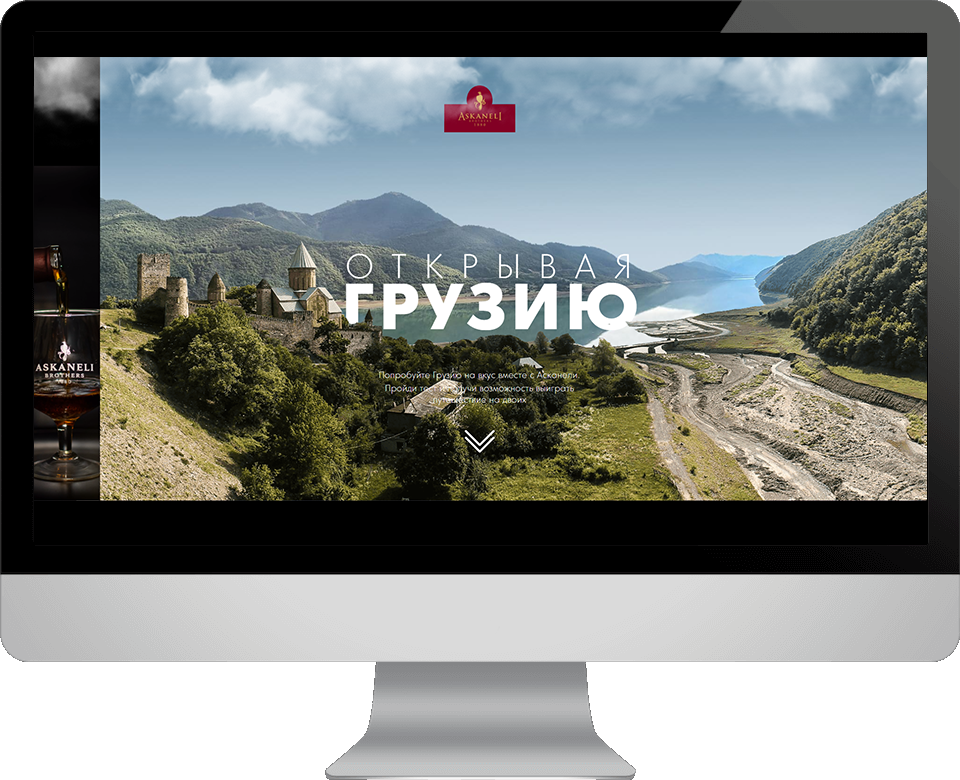 ASKANELI
BROTHERS
ОТКРЫВАЯ
ГРУЗИЮ
ASKANELI
BROTHERS
Попробуйте Грузию на вкус вместе с Асканели.
Пройди тест и получи возможность выиграть
путешествие на двоих